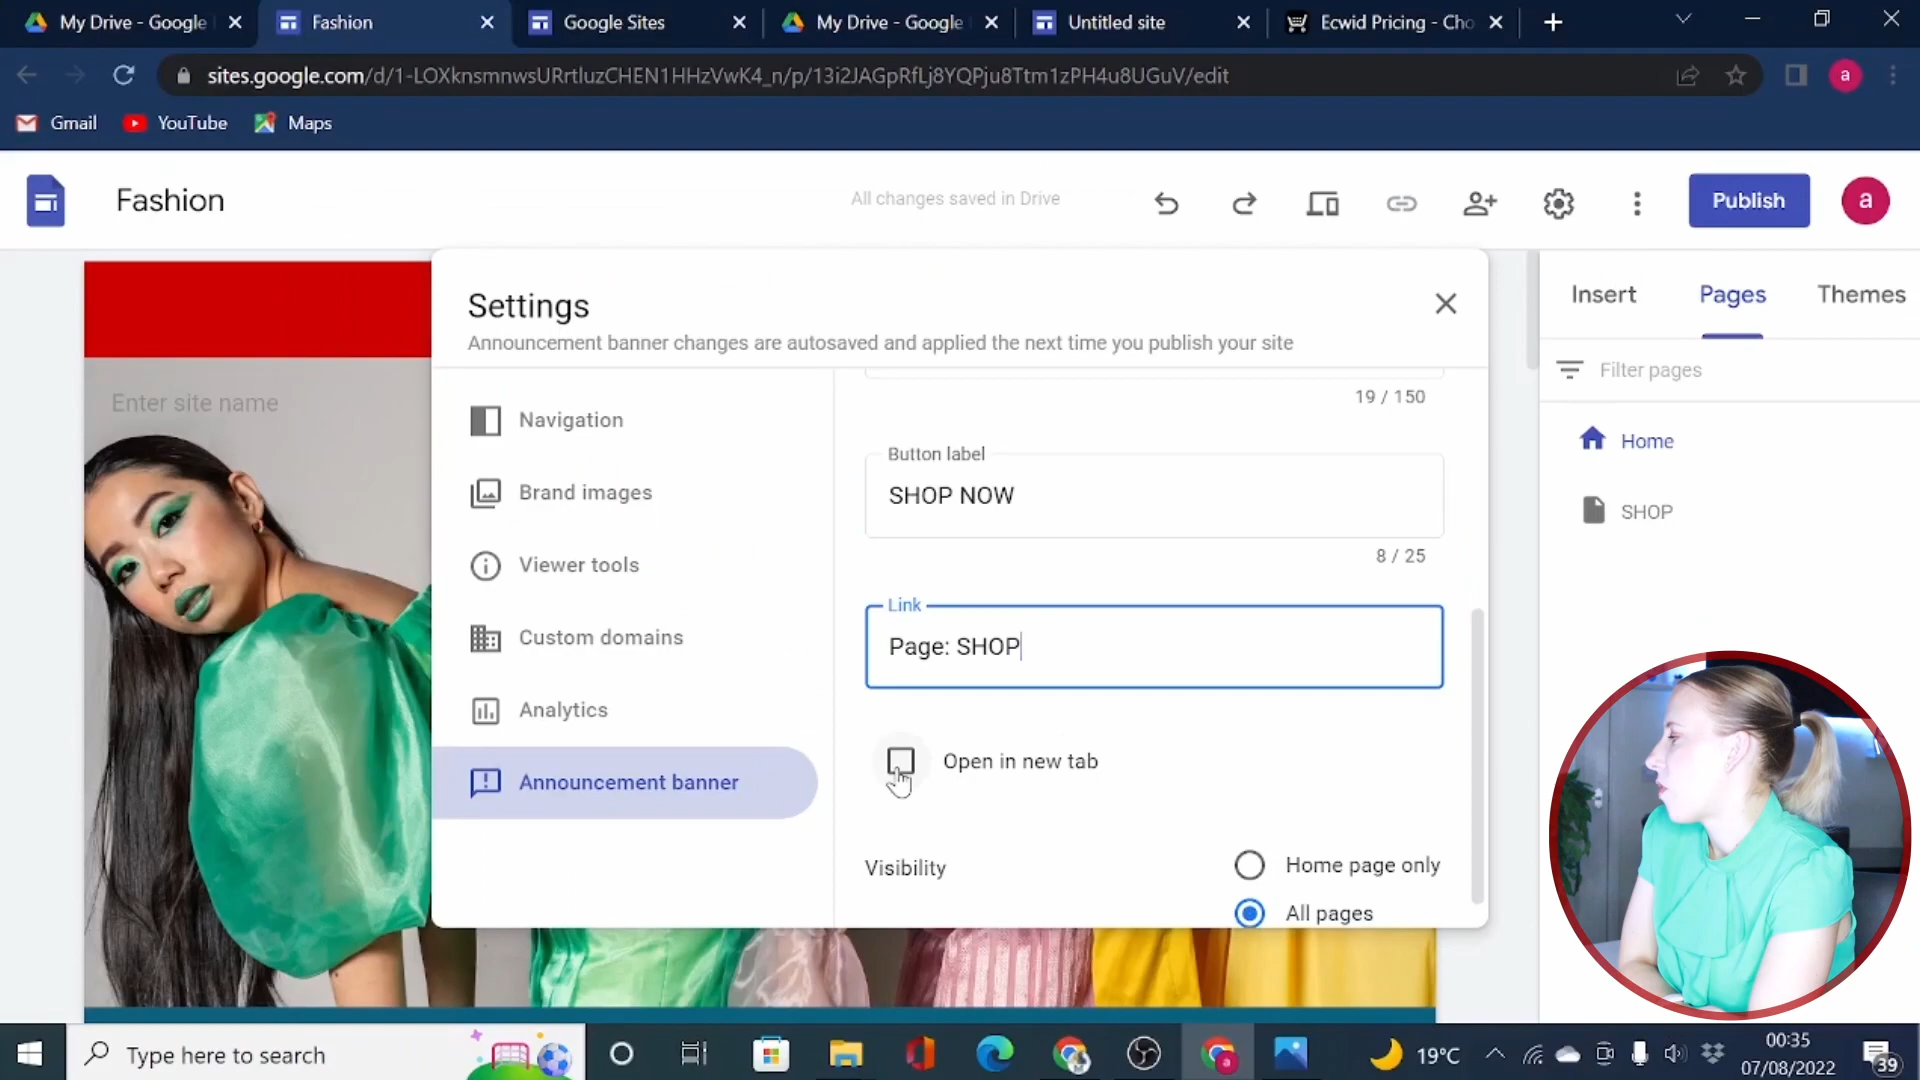 My Drive - Google
Fashion
Google Sites
My Drive - Google
Untitled site
Ecwid Pricing - Cho
sites.google.com/d/1-LOXknsmnwsURrtluzCHEN1HHzVwK4_n/p/13i2JAGpRfLj8YQPju8Ttm1zPH4u8UGuV/edit
a
Gmail
YouTube
Maps
Fashion
All changes saved in Drive
Publish
a
Settings
Announcement banner changes are autosaved and applied the next time you publish your site
Insert
Pages
Themes
Filter pages
Home
SHOP
Enter site name
Navigation
Brand images
Viewer tools
Custom domains
Analytics
Announcement banner
19 / 150
Button label
SHOP NOW
8 / 25
Link
Page: SHOP
Open in new tab
Visibility
Home page only
All pages
Type here to search
a
19°C
00:35
07/08/2022
39